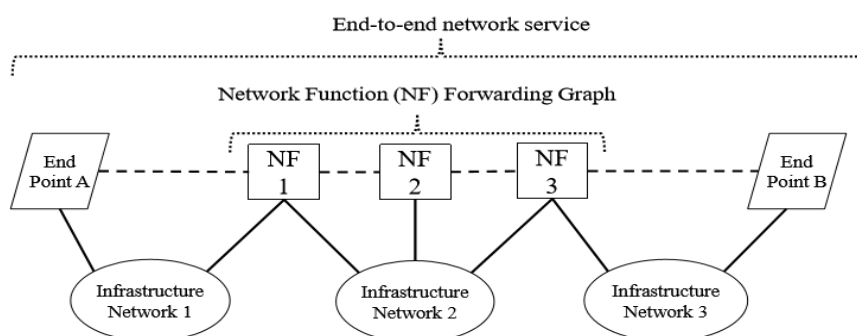 End-to-end network service
Network Function (NF) Forwarding Graph
End
Point A
NF
1
NF
2
NF
3
End
Point B
Infrastructure
Network 1
Infrastructure
Network 2
Infrastructure
Network 3